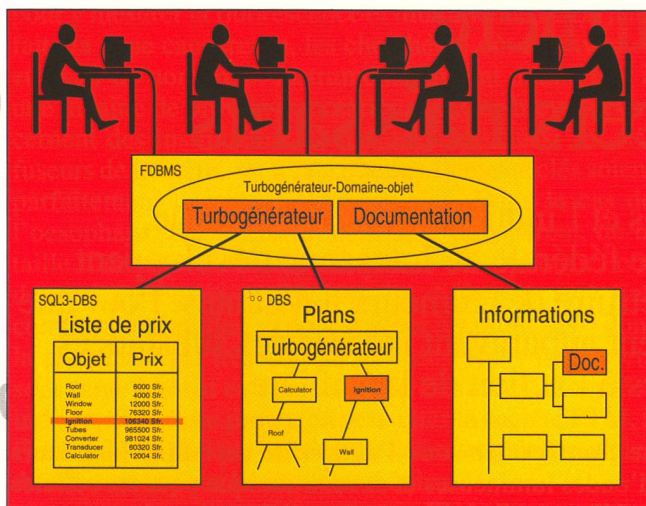 FDBMS
Turbogénérateur-Domaine-objet
Turbogénérateur
Documentation
SQL3-DBS
Liste de prix
Objet Prix
Roof 6000 Sfr.
Wall 4000 Sfr.
Window 12000 Sfr.
Floor 76320 Sfr.
Ignition 106340 Sfr.
Tubes 965500 Sfr.
Converter 981024 Sfr.
Transducer 60320 Sfr.
Calculator 12004 Sfr.
oo DBS
Plans
Turbogénérateur
Calculator
Ignition
Roof
Wall
Informations
Doc.